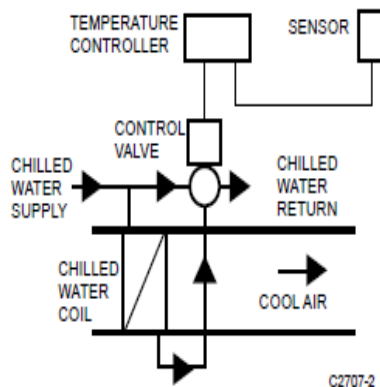 TEMPERATURE
CONTROLLER
SENSOR
CONTROL
VALVE
CHILLED
WATER
SUPPLY
CHILLED
WATER
RETURN
CHILLED
WATER
COIL
COOL AIR
C2707-2